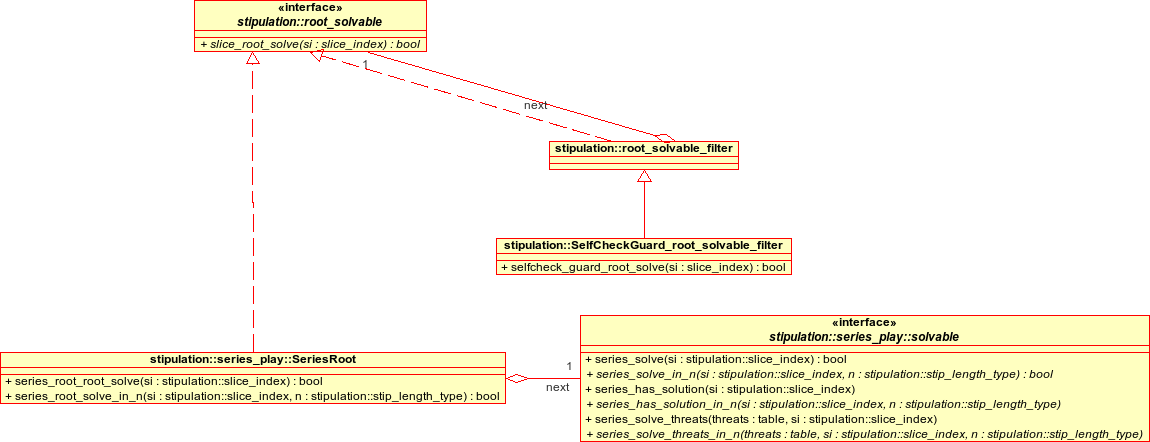 «interface»
stipulation::root_solvable
+ slice_root_solve(si : slice_index) : bool
1
next
stipulation::root_solvable_filter
stipulation::SelfCheckGuard_root_solvable_filter
+ selfcheck_guard_root_solve(si : slice_index) : bool
«interface»
stipulation::series_play::solvable
+ series_solve(si : stipulation::slice_index) : bool
+ series_solve_in_n(si : stipulation::slice_index, n : stipulation::stip_length_type) : bool
+ series_has_solution(si : stipulation::slice_index)
+ series_has_solution_in_n(si : stipulation::slice_index, n : stipulation::stip_length_type)
+ series_solve_threats(threats : table, si : stipulation::slice_index)
+ series_solve_threats_in_n(threats : table, si : stipulation::slice_index, n : stipulation::stip_length_type)
stipulation::series_play::SeriesRoot
+ series_root_root_solve(si : stipulation::slice_index) : bool
+ series_root_solve_in_n(si : stipulation::slice_index, n : stipulation::stip_length_type) : bool
1
next